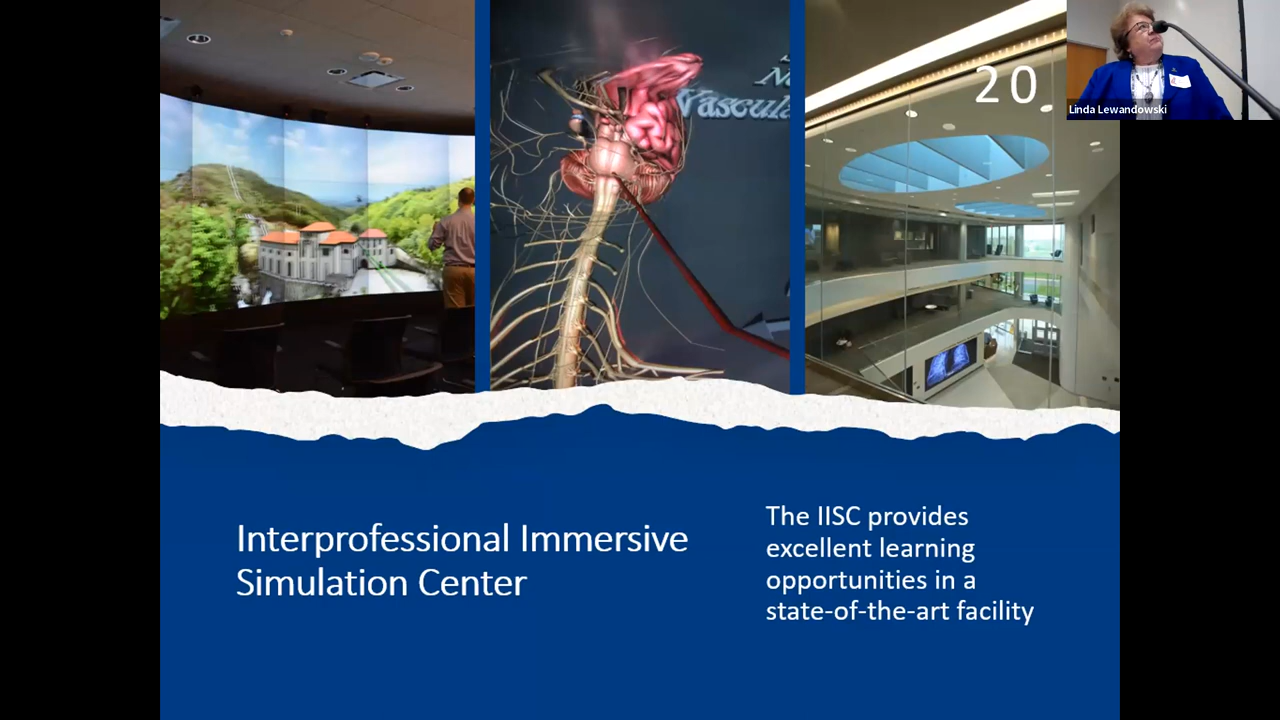 20
Linda Lewandowski
Vascula
Interprofessional Immersive
Simulation Center
The IISC provides
excellent learning
opportunities in a
state-of-the-art facility